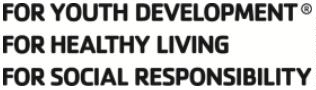 FOR YOUTH DEVELOPMENT®
FOR HEALTHY LIVING
FOR SOCIAL RESPONSIBILITY